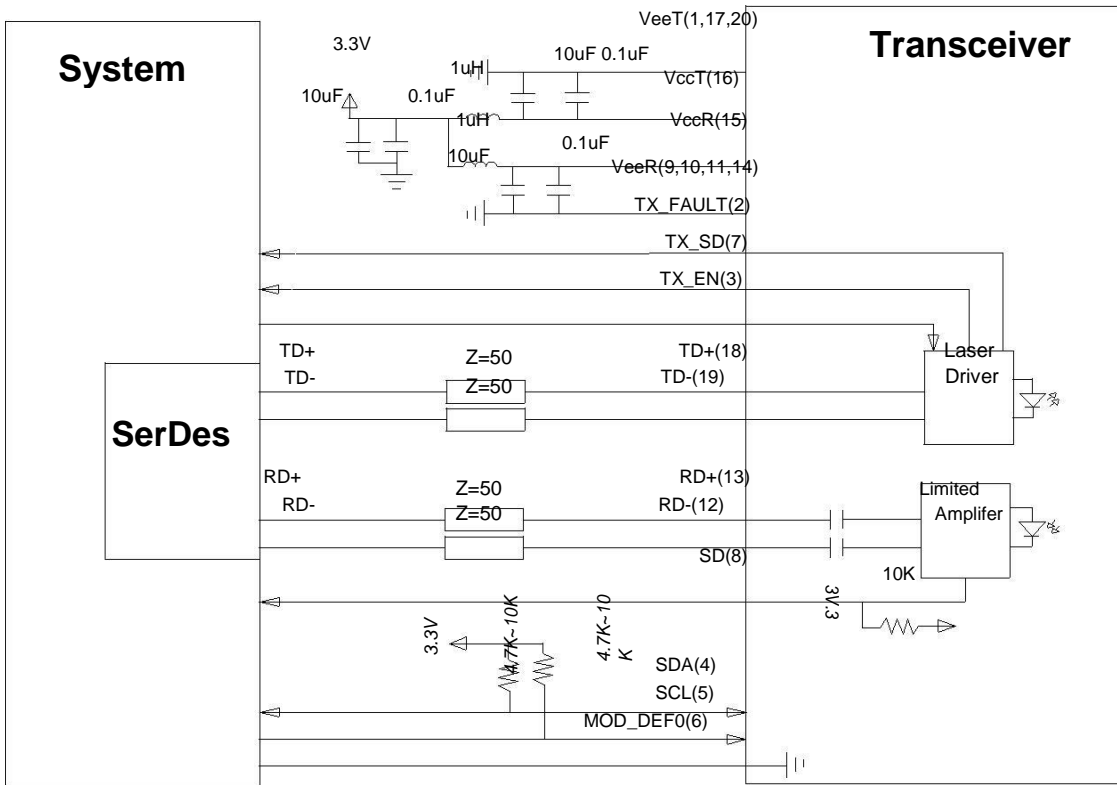 VeeT(1,17,20)
System
3.3V
Transceiver
10uF 0.1uF
1uH
VccT(16)
10uF
0.1uF
1uH
VccR(15)
10uF
0.1uF
VeeR(9,10,11,14)
TX_FAULT(2)
TX_SD(7)
TX_EN(3)
TD+
Z=50
TD+(18)
Laser
TD-
Z=50
TD-(19)
Driver
SerDes
RD+
Z=50
RD+(13)
Limited
RD-
Z=50
RD-(12)
Amplifer
SD(8)
10K
3V.3
3.3V
4.7K~10K
4.7K~10
K
SDA(4)
SCL(5)
MOD_DEF0(6)